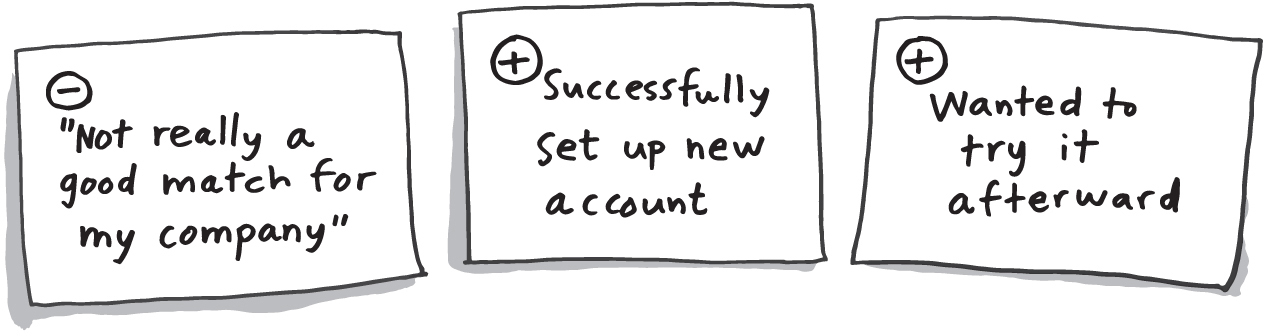 ⊖
"Not really a
good match for
my company"
⊕ Successfully
set up new
account
⊕
Wanted to
try it
afterward